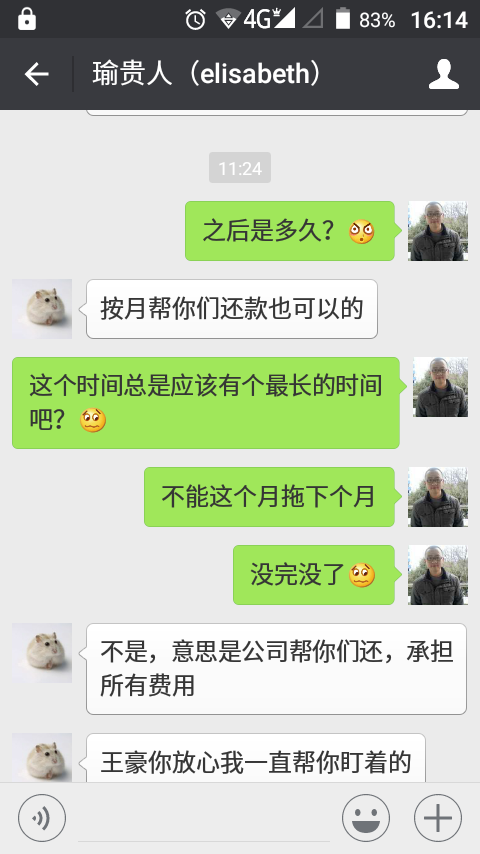 4G 83% 16:14
瑜贵人（elisabeth）
11:24
之后是多久？
按月帮你们还款也可以的
这个时间总是应该有个最长的时间
吧？
不能这个月拖下个月
没完没了
不是，意思是公司帮你们还，承担
所有费用
王豪你放心我一直帮你盯着的